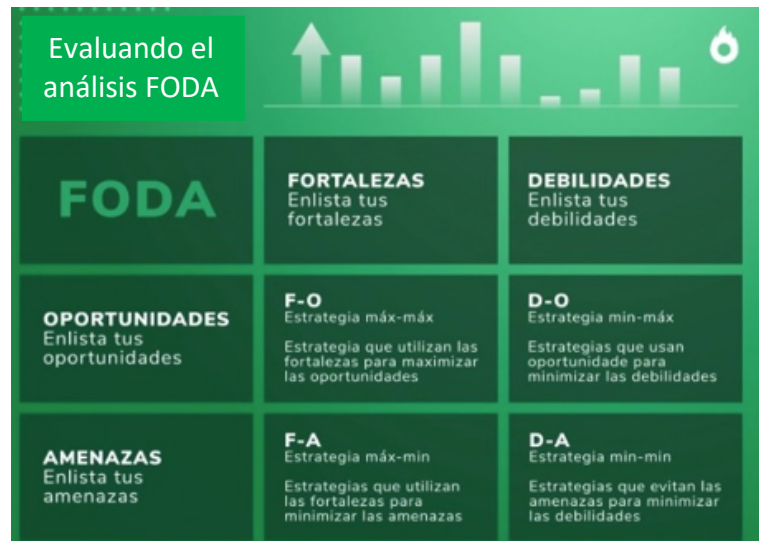 Evaluando el
análisis FODA
FODA
FORTALEZAS
Enlista tus
fortalezas
DEBILIDADES
Enlista tus
debilidades
OPORTUNIDADES
Enlista tus
oportunidades
F-O
Estrategia máx-máx
Estrategia que utilizan las
fortalezas para maximizar
las oportunidades
D-O
Estrategia min-máx
Estrategias que usan
oportunidade para
minimizar las debilidades
AMENAZAS
Enlista tus
amenazas
F-A
Estrategia máx-min
Estrategias que utilizan
las fortalezas para
minimizar las amenazas
D-A
Estrategia min-min
Estrategias que evitan las
amenazas para minimizar
las debilidades